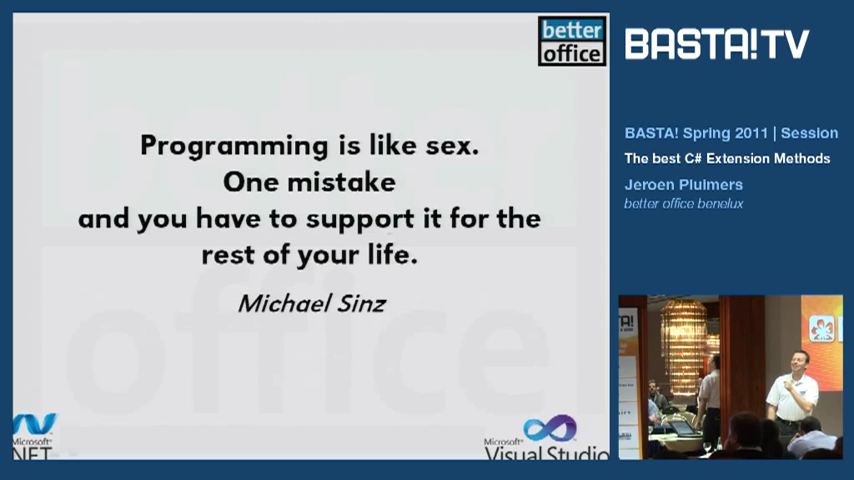 better
office
BASTA!TV
Programming is like sex.
One mistake
and you have to support it for the
rest of your life.
Michael Sinz
BASTA! Spring 2011 | Session
The best C# Extension Methods
Jeroen Pluimers
better office benelux
office
Microsoft
.NET
Microsoft
Visual Studio
TA!